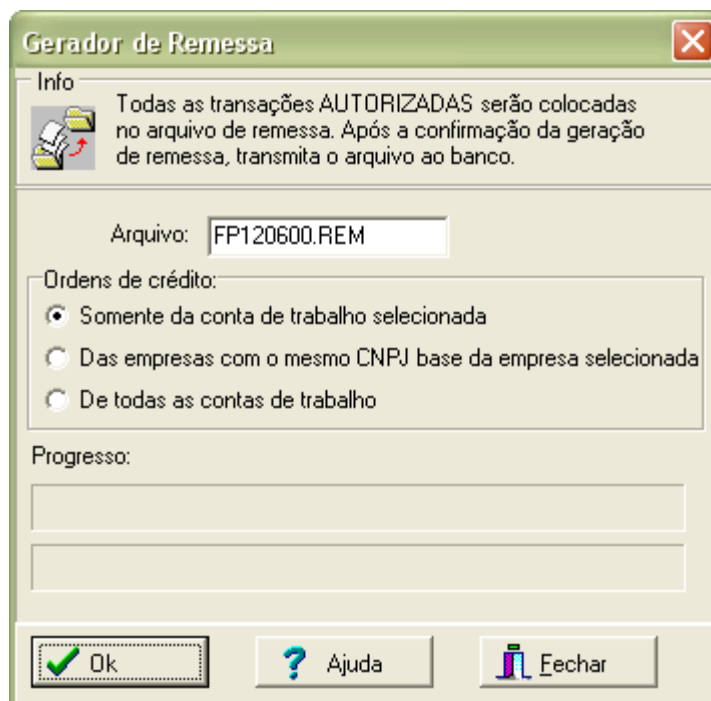 Gerador de Remessa
Info
Todas as transações AUTORIZADAS serão colocadas
no arquivo de remessa. Após a confirmação da geração
de remessa, transmita o arquivo ao banco.
Arquivo: FP120600.REM
Ordens de crédito:
Somente da conta de trabalho selecionada
Das empresas com o mesmo CNPJ base da empresa selecionada
De todas as contas de trabalho
Progresso:
Ok ? Ajuda Fechar